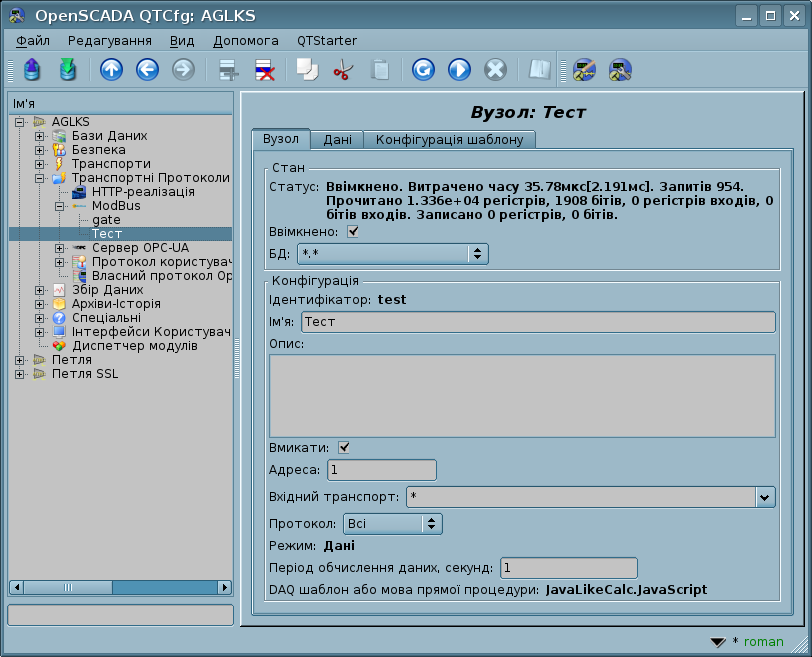 OpenSCADA QTCfg: AGLKS
Файл Редагування Вид Допомога QTStarter
Ім'я
AGLKS
Бази Даних
Безпека
Транспорти
Транспортні Протоколи
HTTP-реалізація
ModBus
gate
Тест
Сервер OPC-UA
Протокол користувач
Власний протокол Op
Збір Даних
Архіви-Історія
Спеціальні
Інтерфейси Користувач
Диспетчер модулів
Петля
Петля SSL
Вузол: Тест
Вузол Дані Конфігурація шаблону
Стан
Статус: Ввімкнено. Витрачено часу 35.78мкс[2.191мс]. Запитів 954.
Прочитано 1.336e+04 регістрів, 1908 бітів, 0 регістрів входів, 0
бітів входів. Записано 0 регістрів, 0 бітів.
Ввімкнено:
БД: *.*
Конфігурація
Ідентифікатор: test
Ім'я: Тест
Опис:
Вмикати:
Адреса: 1
Вхідний транспорт: *
Протокол: Всі
Режим: Дані
Період обчислення даних, секунд: 1
DAQ шаблон або мова прямої процедури: JavaLikeCalc.JavaScript
* roman